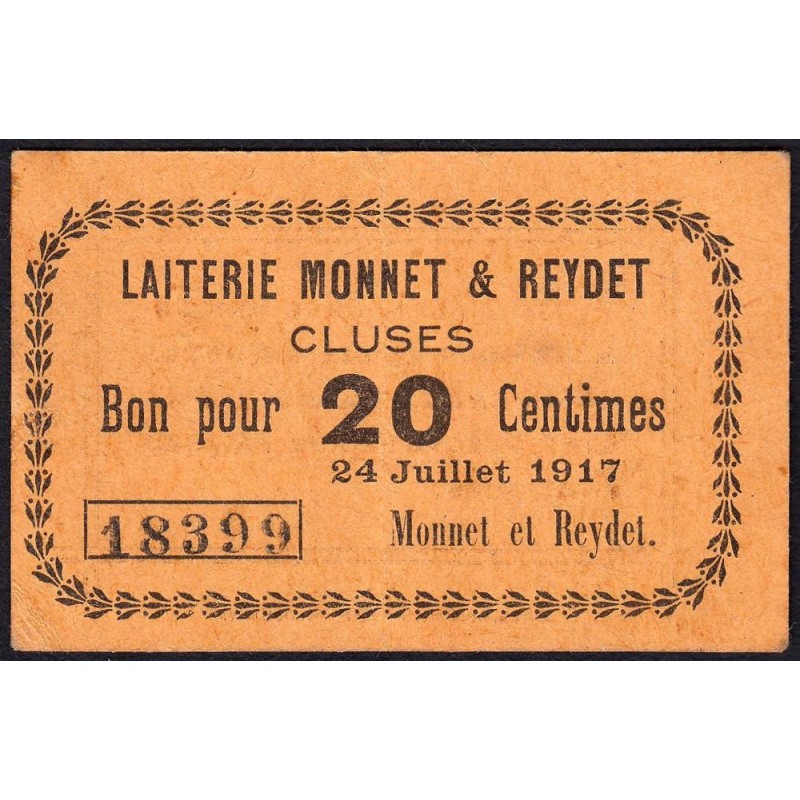 LAITERIE MONNET & REYDET
CLUSES
Bon pour 20 Centimes
24 Juillet 1917
18399 Monnet et Reydet.